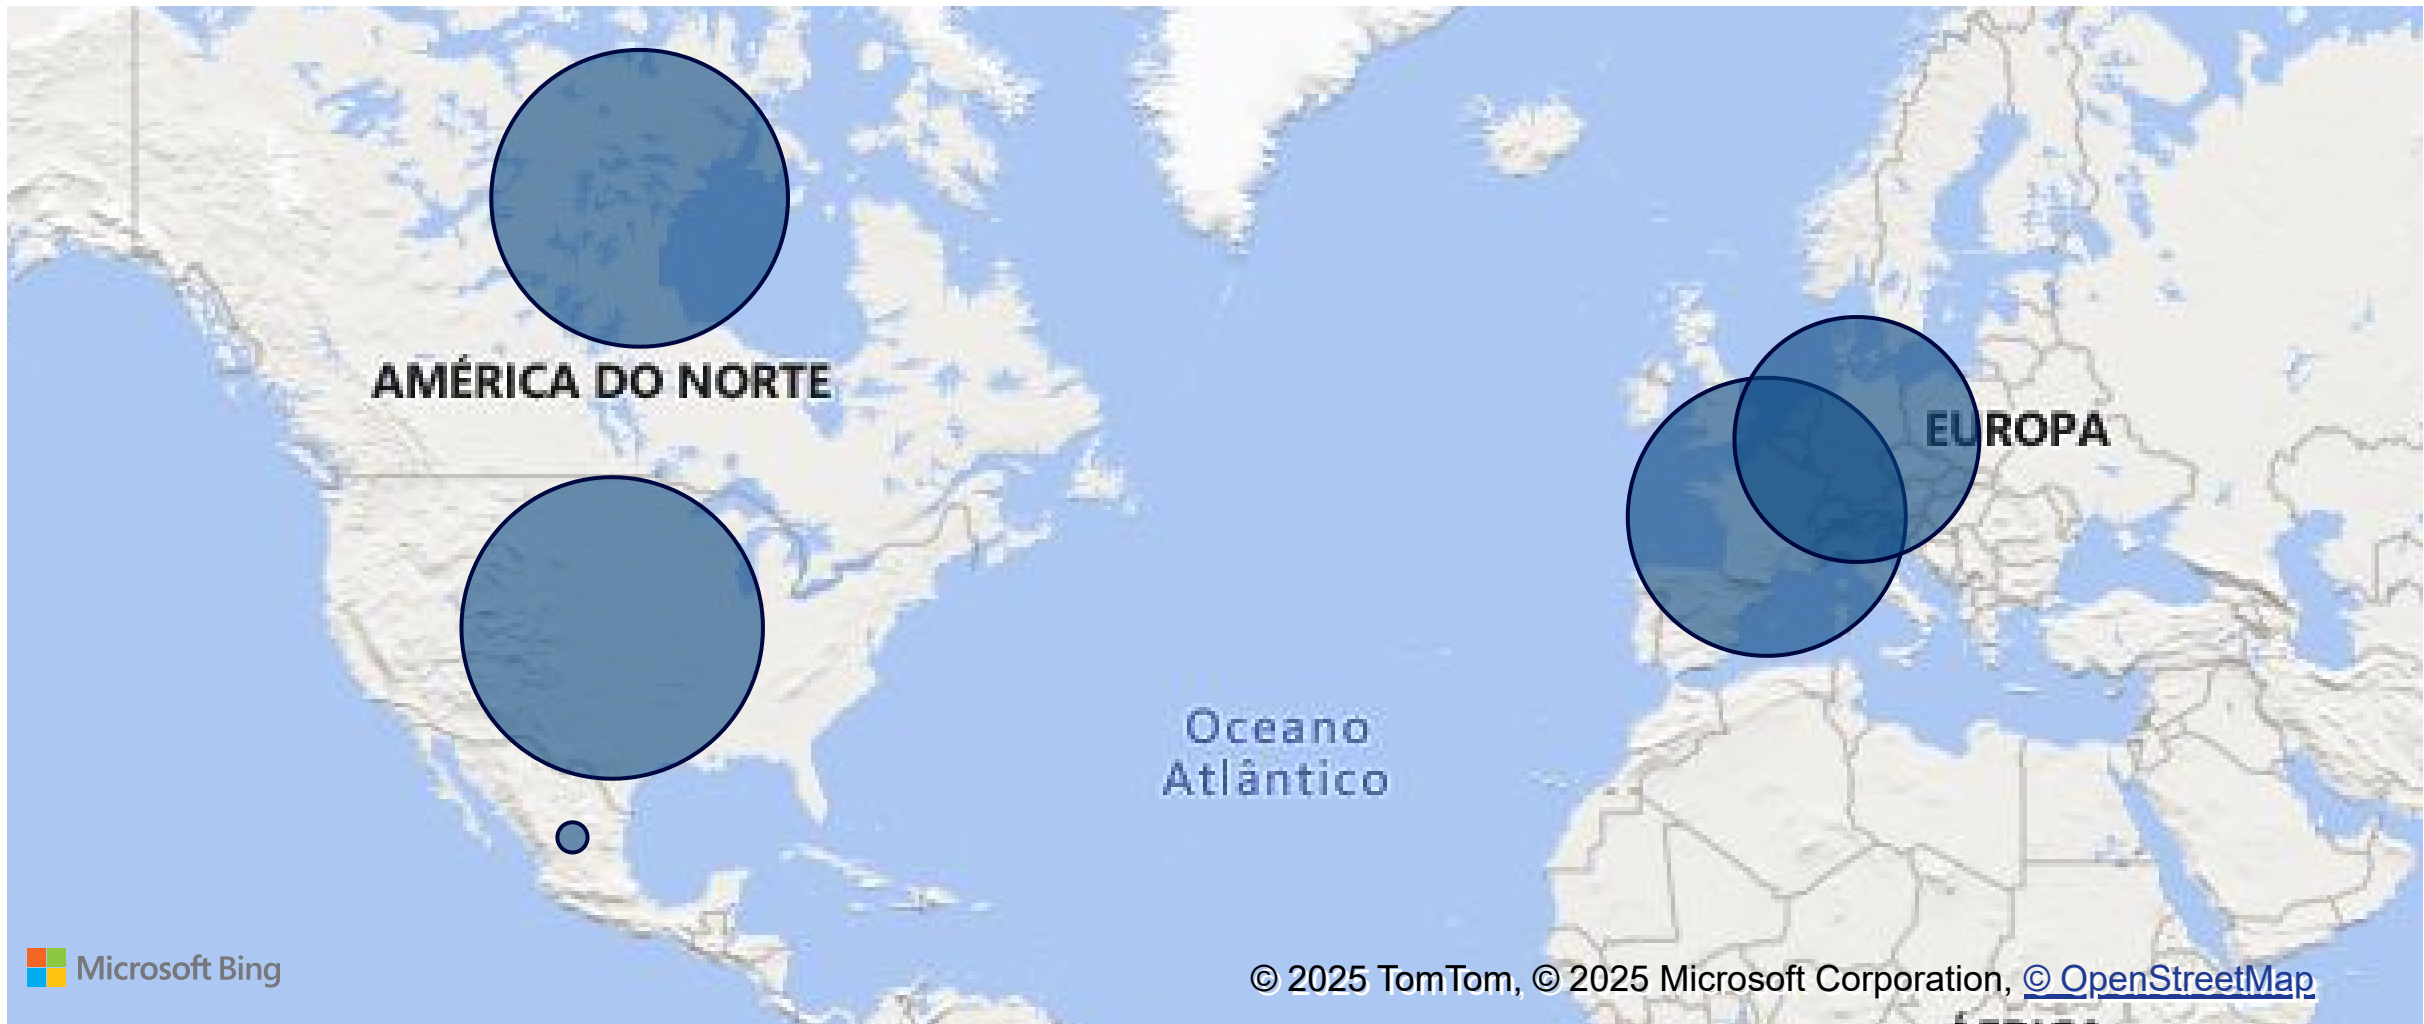 AMÉRICA DO NORTE
EUROPA
Oceano
Atlântico
Microsoft Bing
© 2025 TomTom, © 2025 Microsoft Corporation, © OpenStreetMap